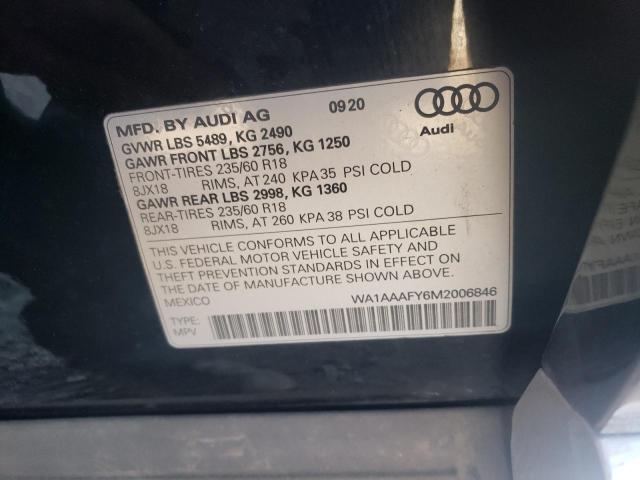 MFD. BY AUDI AG 0920
GVWR LBS 5489, KG 2490
GAWR FRONT LBS 2756, KG 1250
FRONT-TIRES 235/60 R18
8JX18 RIMS, AT 240 KPA 35 PSI COLD
GAWR REAR LBS 2998, KG 1360
REAR-TIRES 235/60 R18
8JX18 RIMS, AT 260 KPA 38 PSI COLD
Audi
THIS VEHICLE CONFORMS TO ALL APPLICABLE
U.S. FEDERAL MOTOR VEHICLE SAFETY AND
THEFT PREVENTION STANDARDS IN EFFECT ON
THE DATE OF MANUFACTURE SHOWN ABOVE.
MEXICO
WA1AAAFY6M2006846
TYPE:
MPV